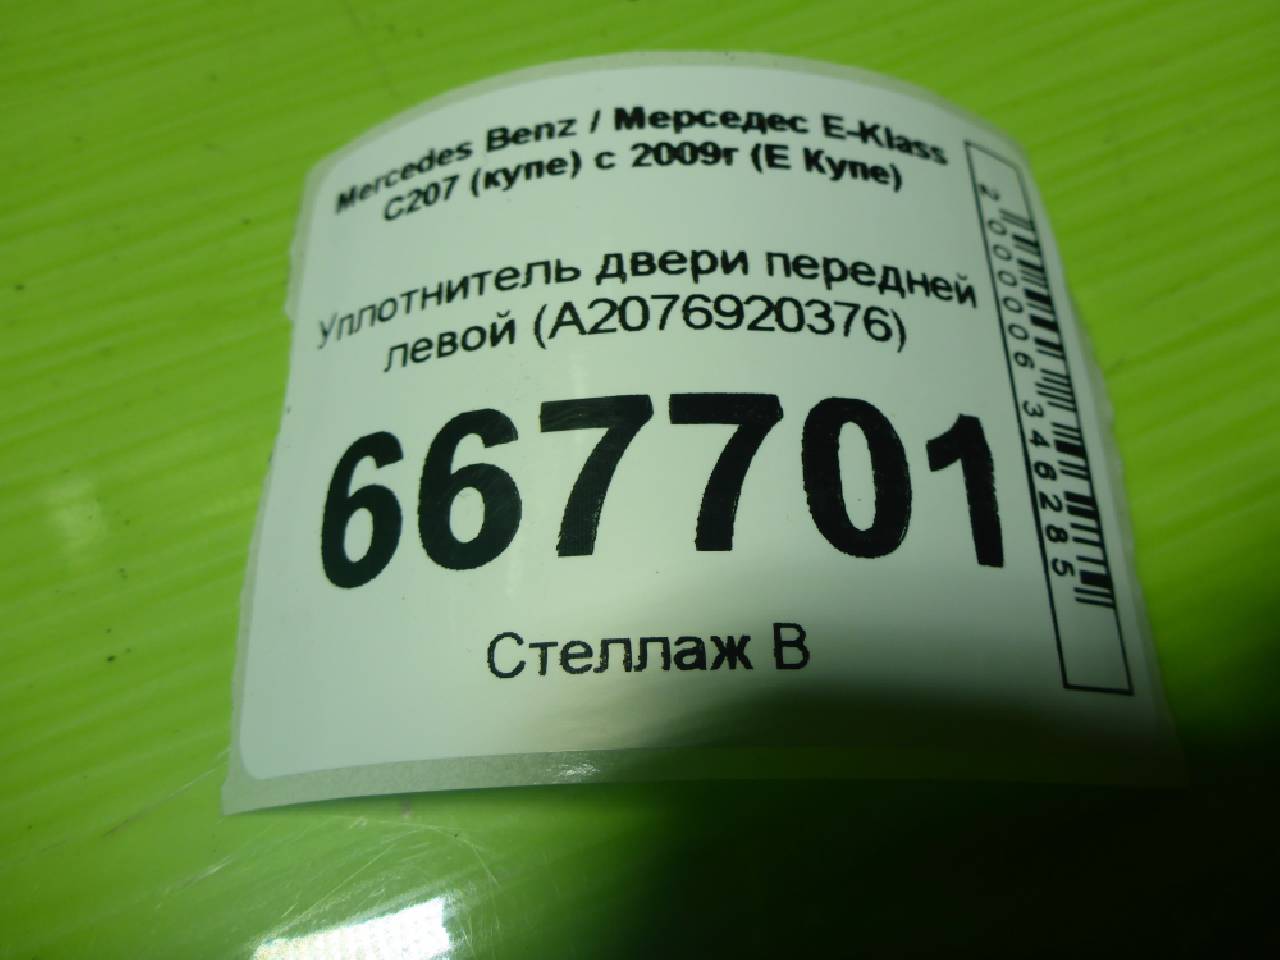 Mercedes Benz / Мерседес E-Klass
C207 (купе) с 2009г (Е Купе)
Уплотнитель двери передней
левой (A2076920376)
667701
Стеллаж В
2000006346285